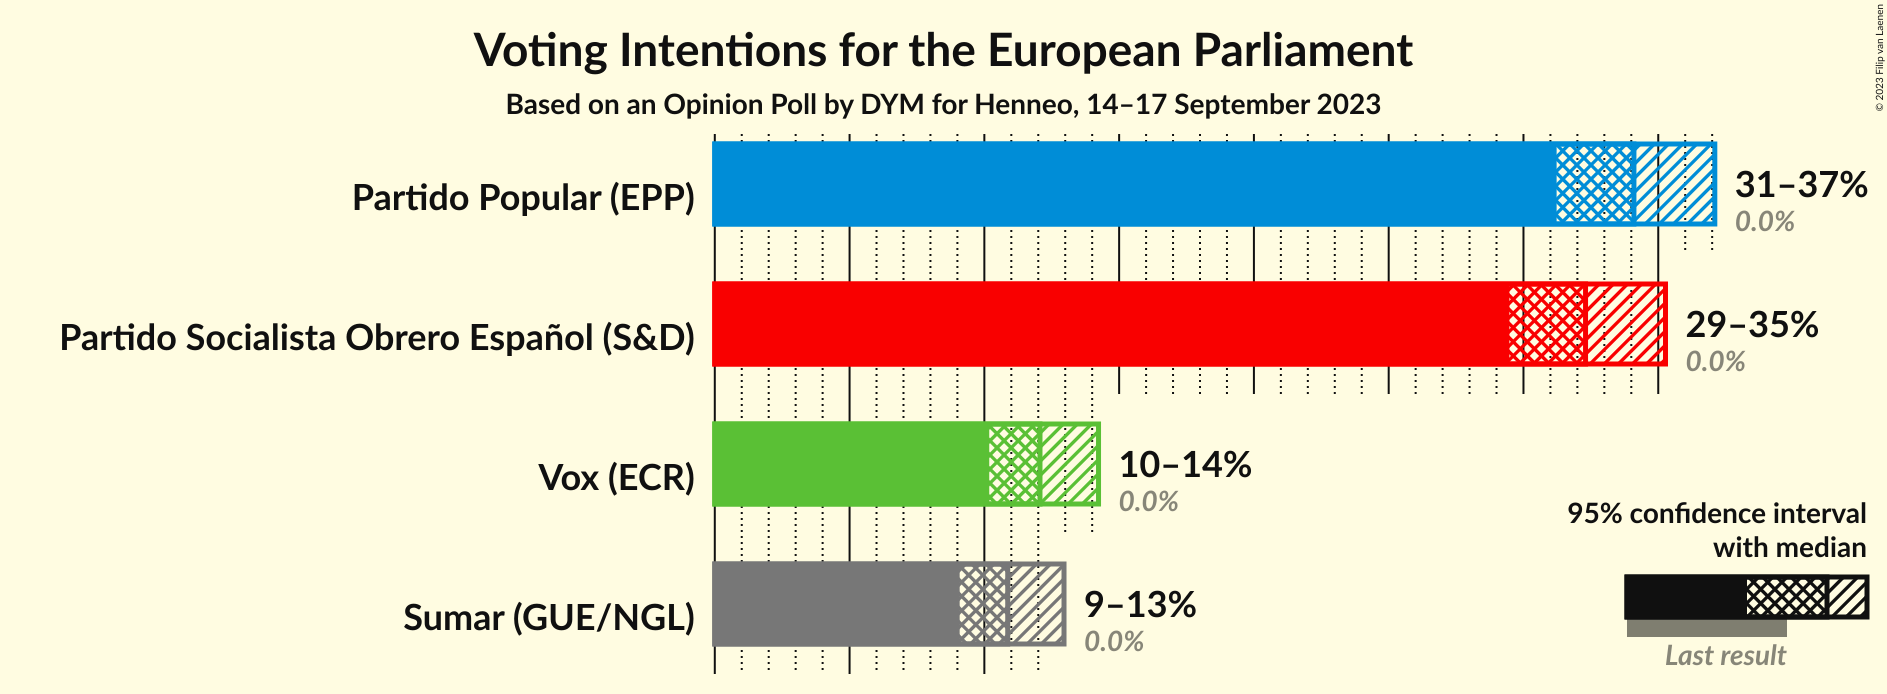 Voting Intentions for the European Parliament
Based on an Opinion Poll by DYM for Henneo, 14–17 September 2023
© 2023 Filip van Laenen
Partido Popular (EPP)
31–37%
0.0%
Partido Socialista Obrero Español (S&D)
29–35%
0.0%
Vox (ECR)
10–14%
0.0%
Sumar (GUE/NGL)
9–13%
0.0%
95% confidence interval
with median
Last result